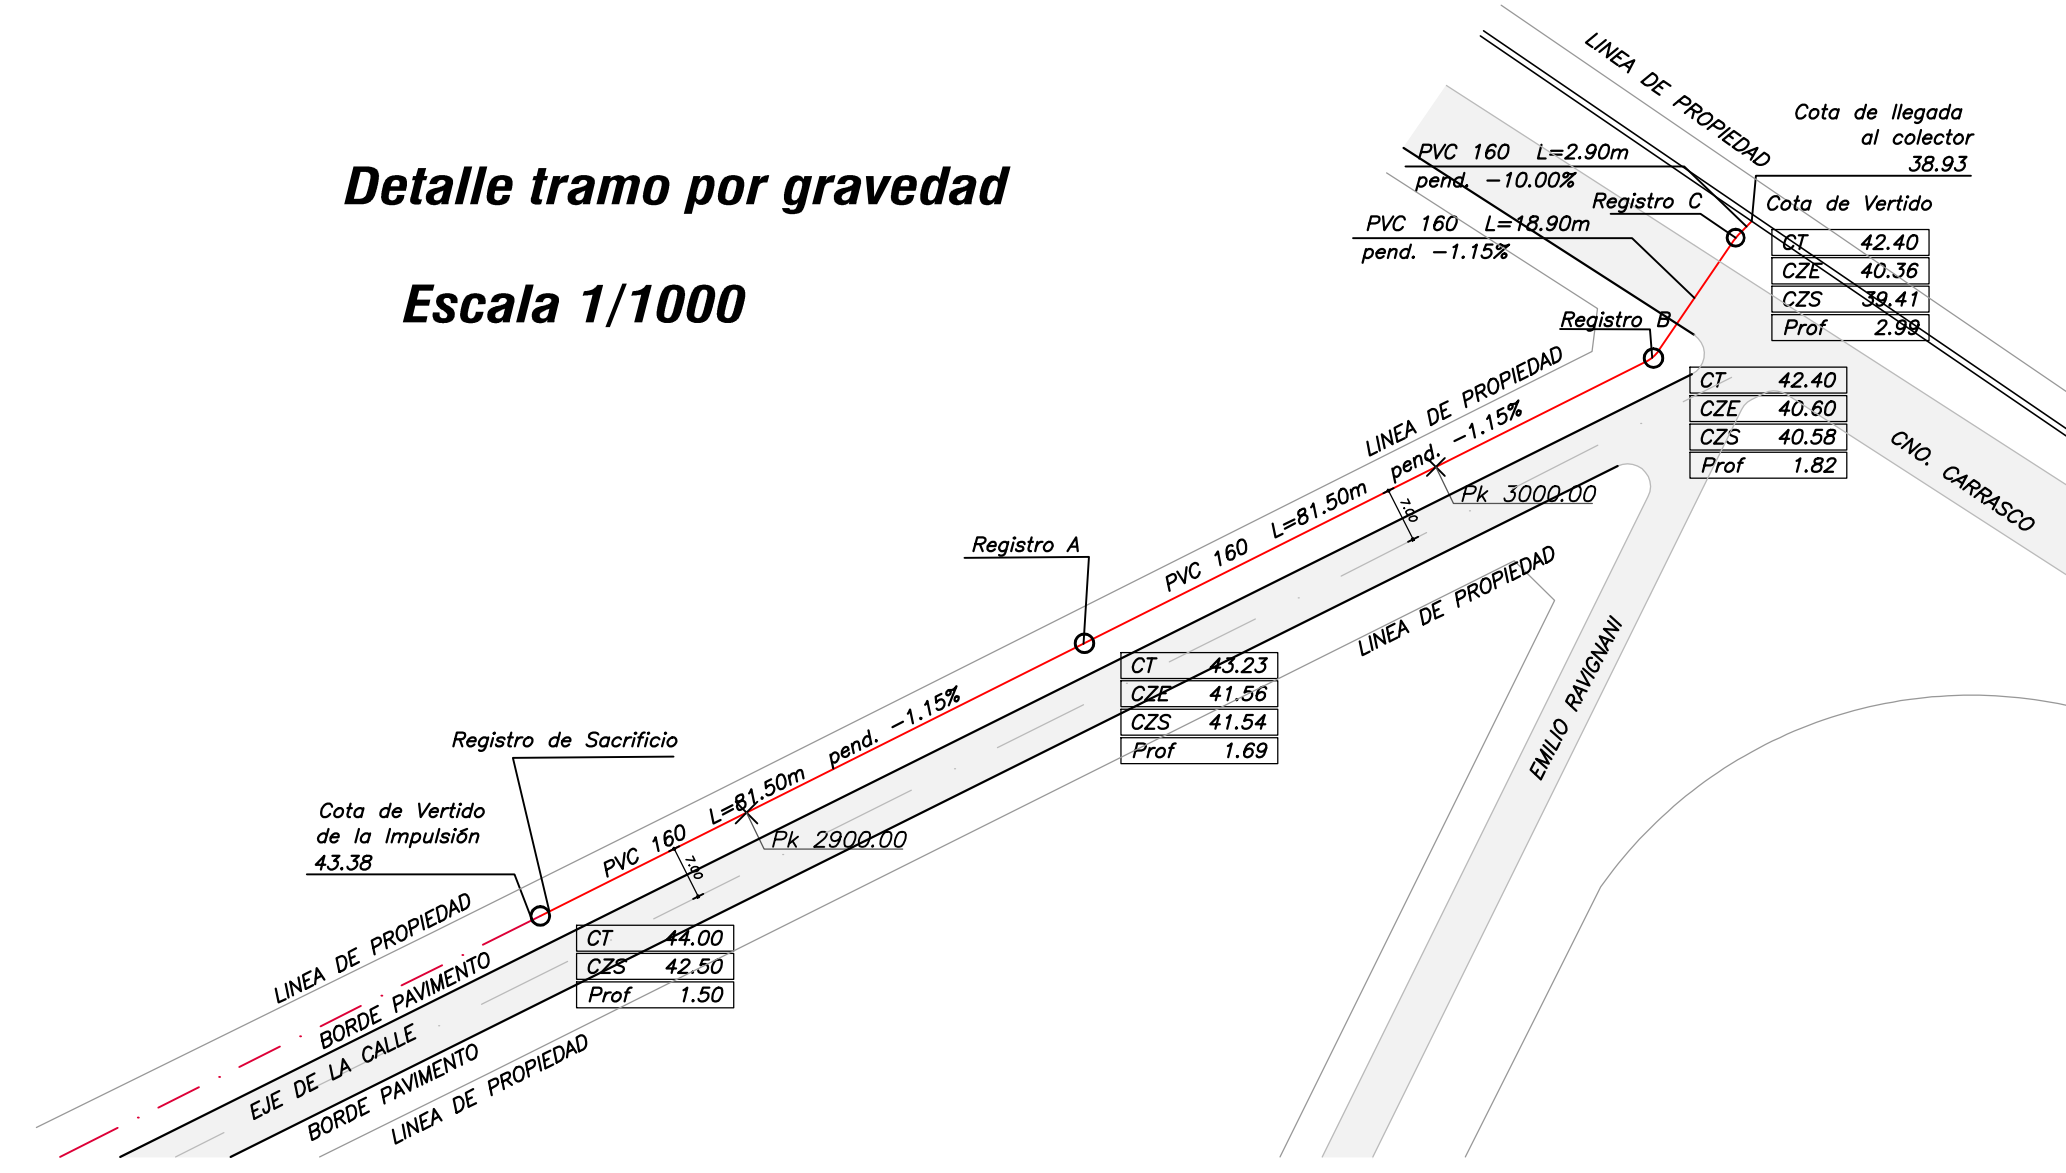 Detalle tramo por gravedad
Escala 1/1000
LINEA DE PROPIEDAD
Cota de llegada
al colector
38.93
PVC 160 L=2.90m
pend. -10.00%
Registro C
Cota de Vertido
PVC 160 L=18.90m
pend. -1.15%
CT 42.40
CZE 40.36
CZS 39.41
Prof 2.99
Registro B
CT 42.40
CZE 40.60
CZS 40.58
Prof 1.82
CNO. CARRASCO
LINEA DE PROPIEDAD
PVC 160 L=81.50m pend. -1.15%
Pk 3000.00
7.00
Registro A
LINEA DE PROPIEDAD
EMILIO RAVIGNANI
CT 43.23
CZE 41.56
CZS 41.54
Prof 1.69
PVC 160 L=81.50m pend. -1.15%
Pk 2900.00
7.00
Registro de Sacrificio
Cota de Vertido
de la Impulsión
43.38
CT 44.00
CZS 42.50
Prof 1.50
LINEA DE PROPIEDAD
BORDE PAVIMENTO
EJE DE LA CALLE
BORDE PAVIMENTO
LINEA DE PROPIEDAD